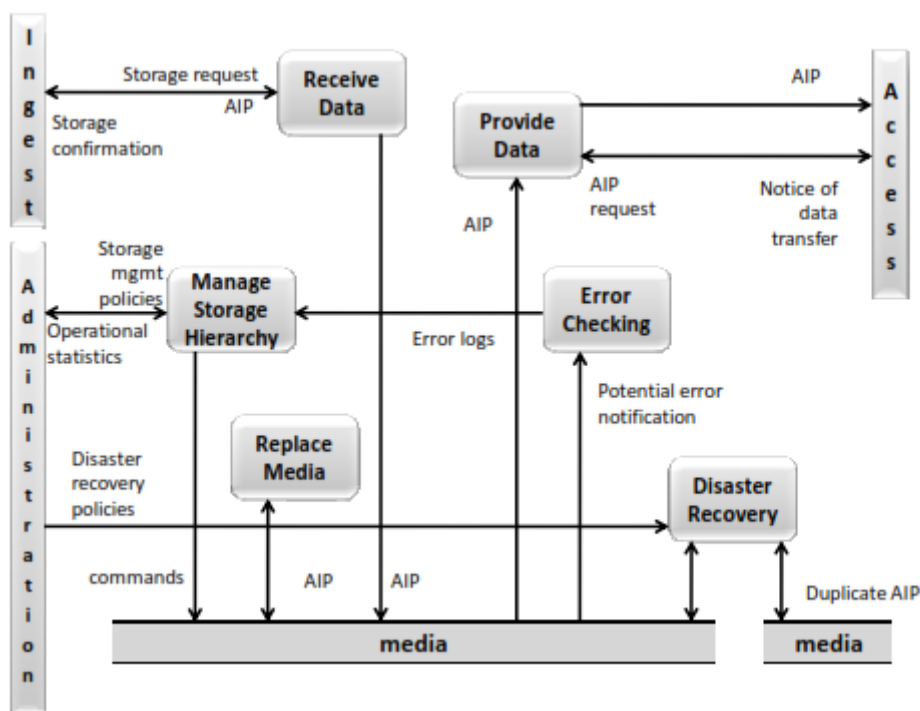 Ingest
Storage request
AIP
Storage
confirmation
Receive
Data
Provide
Data
AIP
Access
AIP
request
Notice of
data
transfer
AIP
Administration
Storage
mgmt
policies
Operational
statistics
Manage
Storage
Hierarchy
Error logs
Error
Checking
Potential error
notification
Replace
Media
Disaster
recovery
policies
Disaster
Recovery
commands
AIP
AIP
Duplicate AIP
media
media